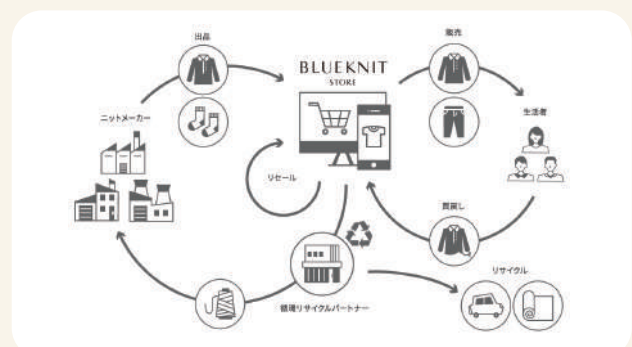 出品
販売
BLUEKNIT
STORE
ニットメーカー
生活者
リセール
買戻し
リサイクル
循環リサイクルパートナー